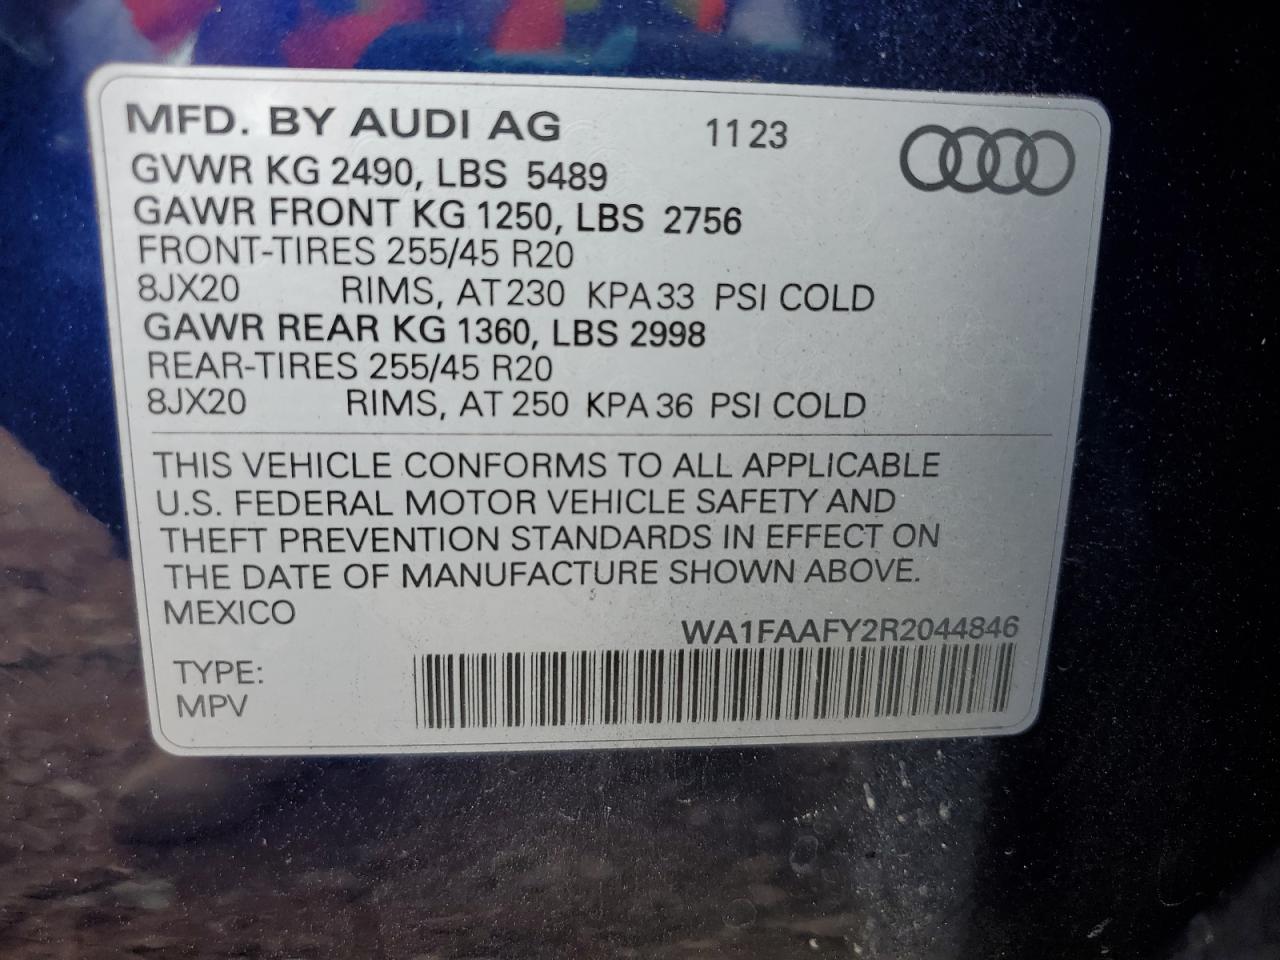 MFD. BY AUDI AG 11 23
GVWR KG 2490, LBS 5489
GAWR FRONT KG 1250, LBS 2756
FRONT-TIRES 255/45 R20
8JX20 RIMS, AT 230 KPA 33 PSI COLD
GAWR REAR KG 1360, LBS 2998
REAR-TIRES 255/45 R20
8JX20 RIMS, AT 250 KPA 36 PSI COLD
THIS VEHICLE CONFORMS TO ALL APPLICABLE
U.S. FEDERAL MOTOR VEHICLE SAFETY AND
THEFT PREVENTION STANDARDS IN EFFECT ON
THE DATE OF MANUFACTURE SHOWN ABOVE.
MEXICO
WA1FAAFY2R2044846
TYPE:
MPV